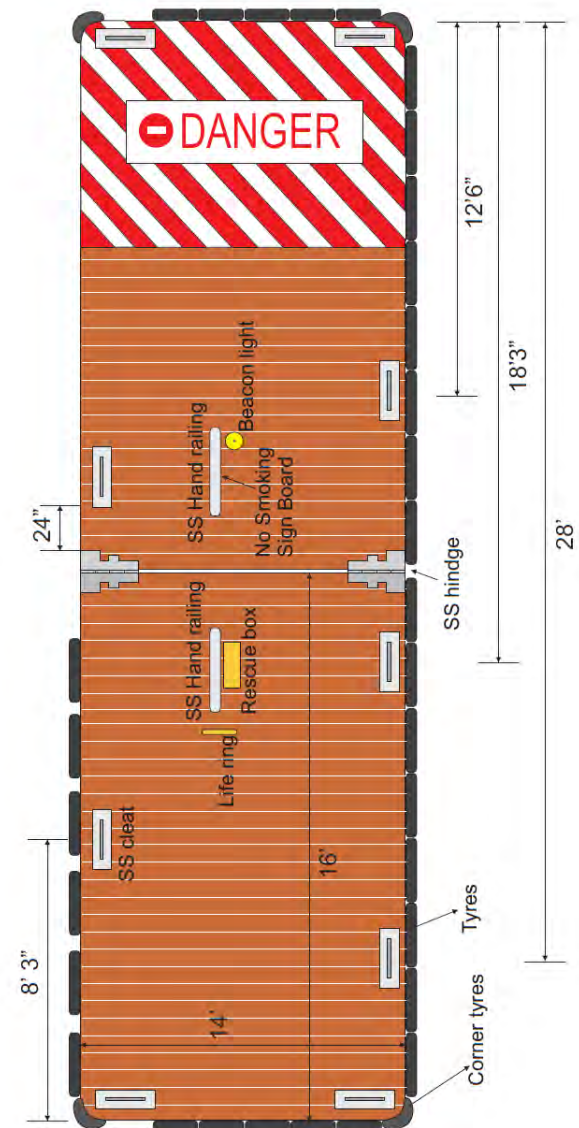 DANGER
12'6"
18'3"
28'
Beacon light
SS Hand railing
No Smoking
Sign Board
24"
SS hindge
SS Hand railing
Rescue box
Life ring
SS cleat
16'
8' 3"
14'
Tyres
Corner tyres